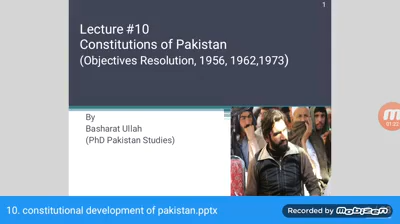 1
Lecture #10
Constitutions of Pakistan
(Objectives Resolution, 1956, 1962,1973)
By
Basharat Ullah
(PhD Pakistan Studies)
10. constitutional development of pakistan.pptx
Recorded by Mobizen